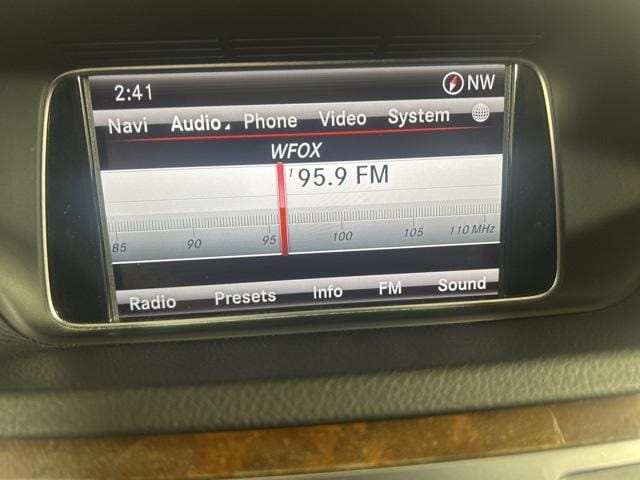 2:41 NW
Navi Audio Phone Video System
WFOX
1 95.9 FM
85 90 95 100 105 110 MHz
Radio Presets Info FM Sound